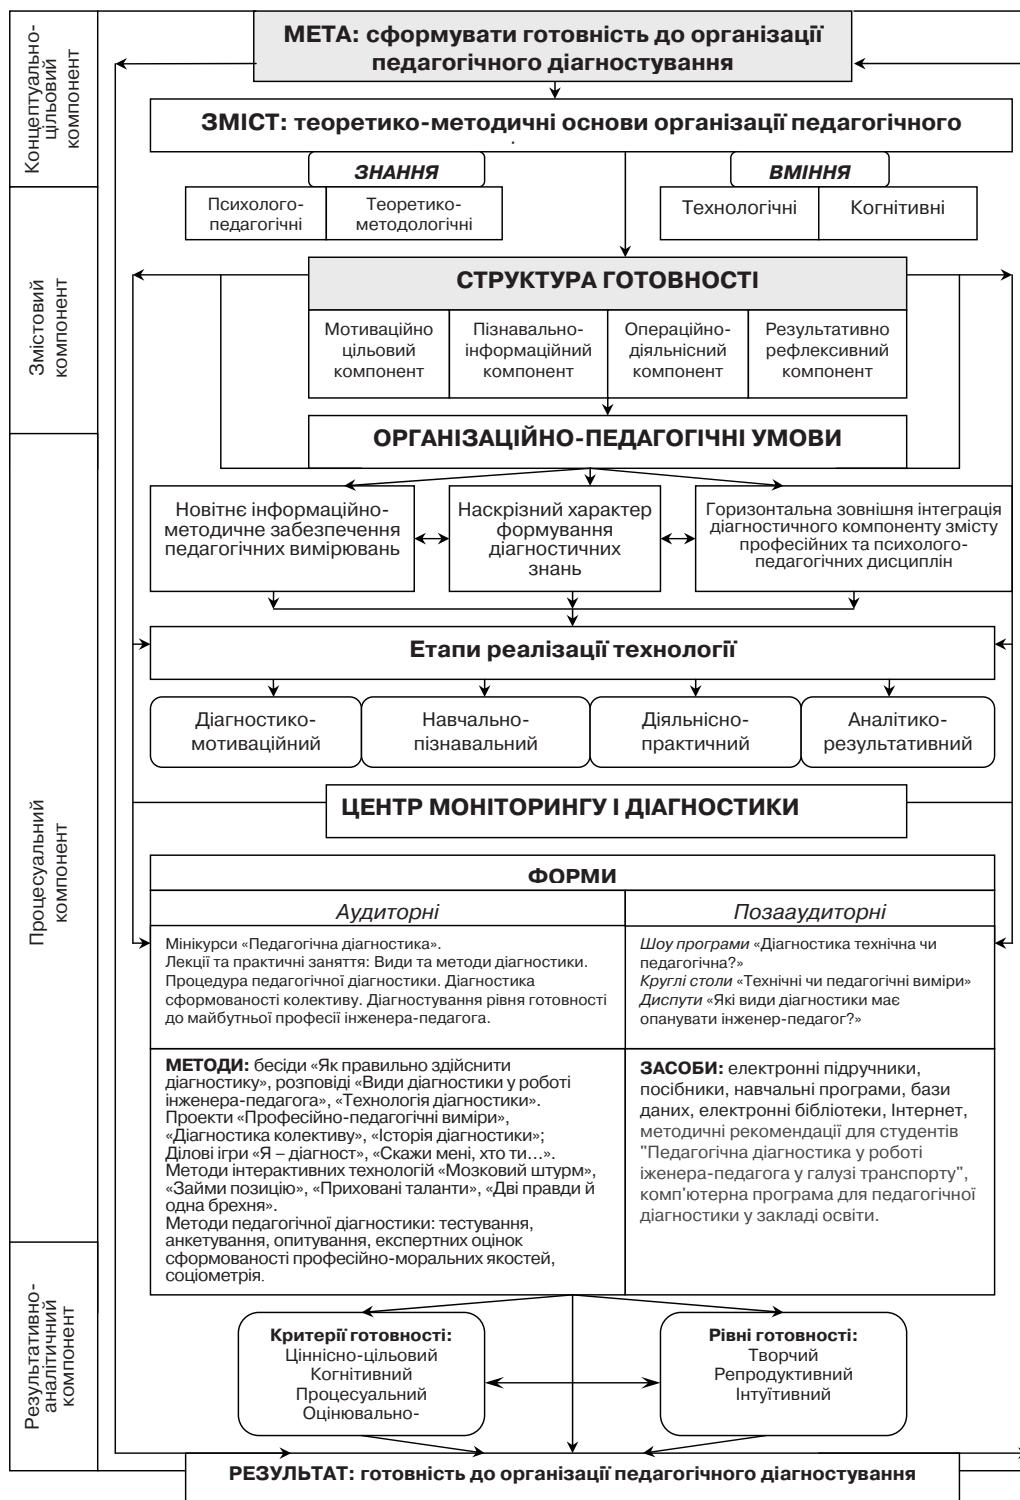 Концептуально-
цільовий
компонент
МЕТА: сформувати готовність до організації
педагогічного діагностування
ЗМІСТ: теоретико-методичні основи організації педагогічного
ЗНАННЯ
ВМІННЯ
Змістовий
компонент
Психолого-
педагогічні
Теоретико-
методологічні
Технологічні
Когнітивні
СТРУКТУРА ГОТОВНОСТІ
Мотиваційно
цільовий
компонент
Пізнавально-
інформаційний
компонент
Операційно-
діяльнісний
компонент
Результативно
рефлексивний
компонент
Процесуальний
компонент
ОРГАНІЗАЦІЙНО-ПЕДАГОГІЧНІ УМОВИ
Новітнє інформаційно-
методичне забезпечення
педагогічних вимірювань
Наскрізний характер
формування
діагностичних
знань
Горизонтальна зовнішня інтеграція
діагностичного компоненту змісту
професійних та психолого-
педагогічних дисциплін
Етапи реалізації технології
Діагностико-
мотиваційний
Навчально-
пізнавальний
Діяльнісно-
практичний
Аналітико-
результативний
ЦЕНТР МОНІТОРИНГУ І ДІАГНОСТИКИ
ФОРМИ
Аудиторні
Позааудиторні
Мінікурси «Педагогічна діагностика».
Лекції та практичні заняття: Види та методи діагностики.
Процедура педагогічної діагностики. Діагностика
сформованості колективу. Діагностування рівня готовності
до майбутньої професії інженера-педагога.
Шоу програми «Діагностика технічна чи
педагогічна?»
Круглі столи «Технічні чи педагогічні виміри»
Диспути «Які види діагностики має
опанувати інженер-педагог?»
МЕТОДИ: бесіди «Як правильно здійснити
діагностику», розповіді «Види діагностики у роботі
інженера-педагога», «Технологія діагностики».
Проекти «Професійно-педагогічні виміри»,
«Діагностика колективу», «Історія діагностики»;
Ділові ігри «Я – діагност», «Скажи мені, хто ти…».
Методи інтерактивних технологій «Мозковий штурм»,
«Займи позицію», «Приховані таланти», «Дві правди й
одна брехня».
Методи педагогічної діагностики: тестування,
анкетування, опитування, експертних оцінок
сформованості професійно-моральних якостей,
соціометрія.
ЗАСОБИ: електронні підручники,
посібники, навчальні програми, бази
даних, електронні бібліотеки, Інтернет,
методичні рекомендації для студентів
"Педагогічна діагностика у роботі
іженера-педагога у галузі транспорту",
комп'ютерна програма для педагогічної
діагностики у закладі освіти.
Результативно-
аналітичний
компонент
Критерії готовності:
Ціннісно-цільовий
Когнітивний
Процесуальний
Оцінювально-
Рівні готовності:
Творчий
Репродуктивний
Інтуїтивний
РЕЗУЛЬТАТ: готовність до організації педагогічного діагностування